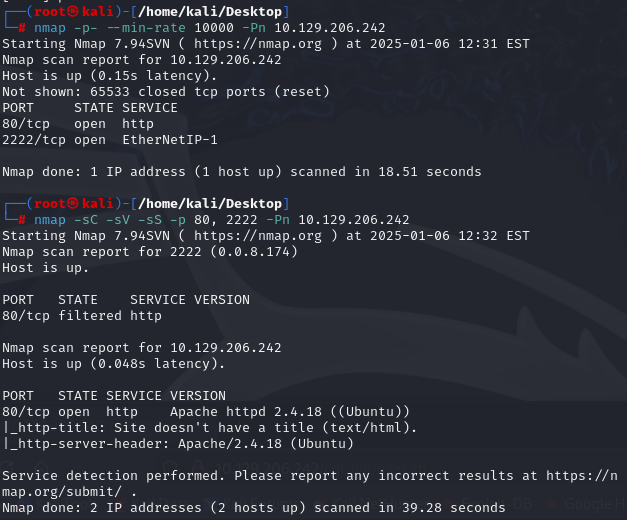 ┌──(root㉿kali)-[/home/kali/Desktop]
└─# nmap -p- --min-rate 10000 -Pn 10.129.206.242
Starting Nmap 7.94SVN ( https://nmap.org ) at 2025-01-06 12:31 EST
Nmap scan report for 10.129.206.242
Host is up (0.15s latency).
Not shown: 65533 closed tcp ports (reset)
PORT     STATE SERVICE
80/tcp   open  http
2222/tcp open  EtherNetIP-1

Nmap done: 1 IP address (1 host up) scanned in 18.51 seconds

┌──(root㉿kali)-[/home/kali/Desktop]
└─# nmap -sC -sV -sS -p 80, 2222 -Pn 10.129.206.242
Starting Nmap 7.94SVN ( https://nmap.org ) at 2025-01-06 12:32 EST
Nmap scan report for 2222 (0.0.8.174)
Host is up.

PORT   STATE    SERVICE VERSION
80/tcp filtered http

Nmap scan report for 10.129.206.242
Host is up (0.048s latency).

PORT   STATE SERVICE VERSION
80/tcp open  http    Apache httpd 2.4.18 ((Ubuntu))
|_http-title: Site doesn't have a title (text/html).
|_http-server-header: Apache/2.4.18 (Ubuntu)

Service detection performed. Please report any incorrect results at https://n
map.org/submit/ .
Nmap done: 2 IP addresses (2 hosts up) scanned in 39.28 seconds